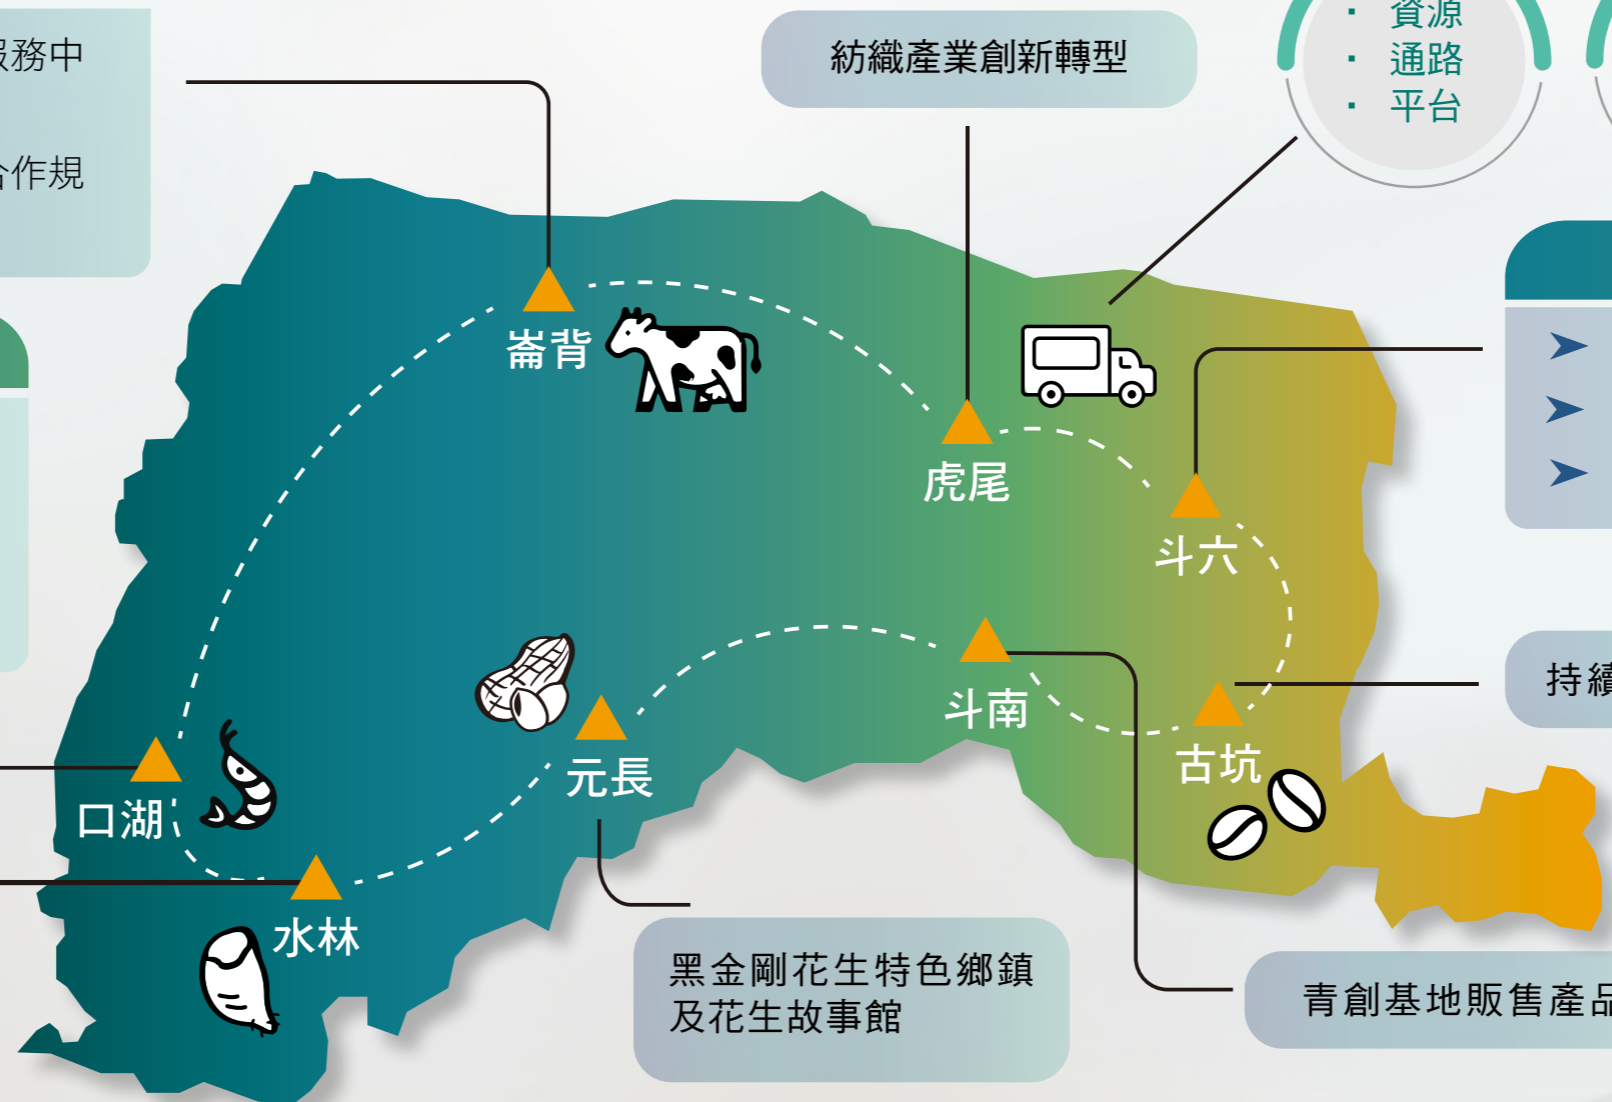 服務中
合作規
紡織產業創新轉型
· 資源
· 通路
· 平台
崙背
虎尾
斗六
持續
斗南
古坑
元長
口湖
水林
黑金剛花生特色鄉鎮
及花生故事館
青創基地販售產品